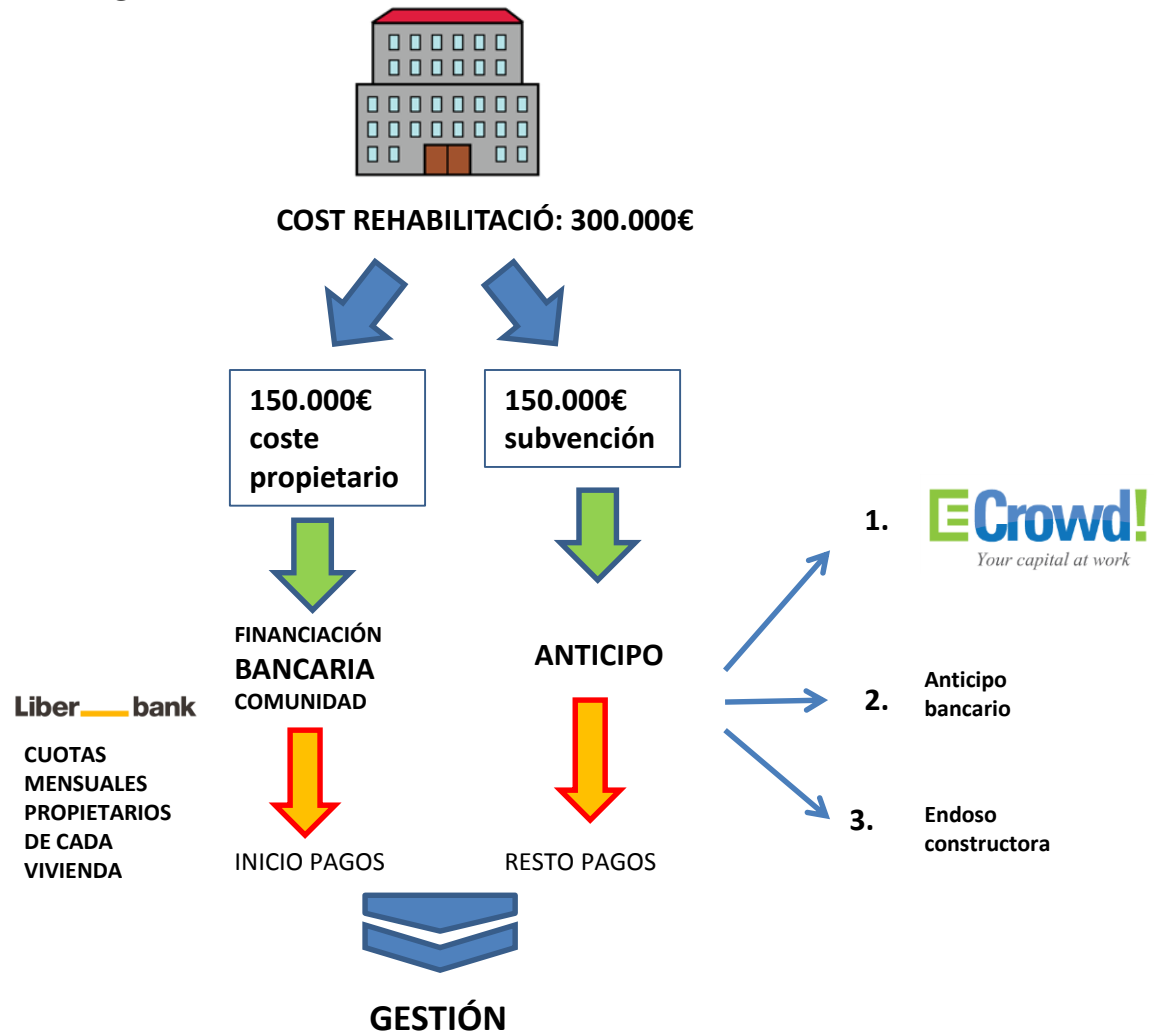 COST REHABILITACIÓ: 300.000€
150.000€
coste
propietario
150.000€
subvención
FINANCIACIÓN
BANCARIA
COMUNIDAD
ANTICIPO
1.
ECrowd!
Your capital at work
2.
Anticipo
bancario
3.
Endoso
constructora
Liber__bank
CUOTAS
MENSUALES
PROPIETARIOS
DE CADA
VIVIENDA
INICIO PAGOS
RESTO PAGOS
GESTIÓN